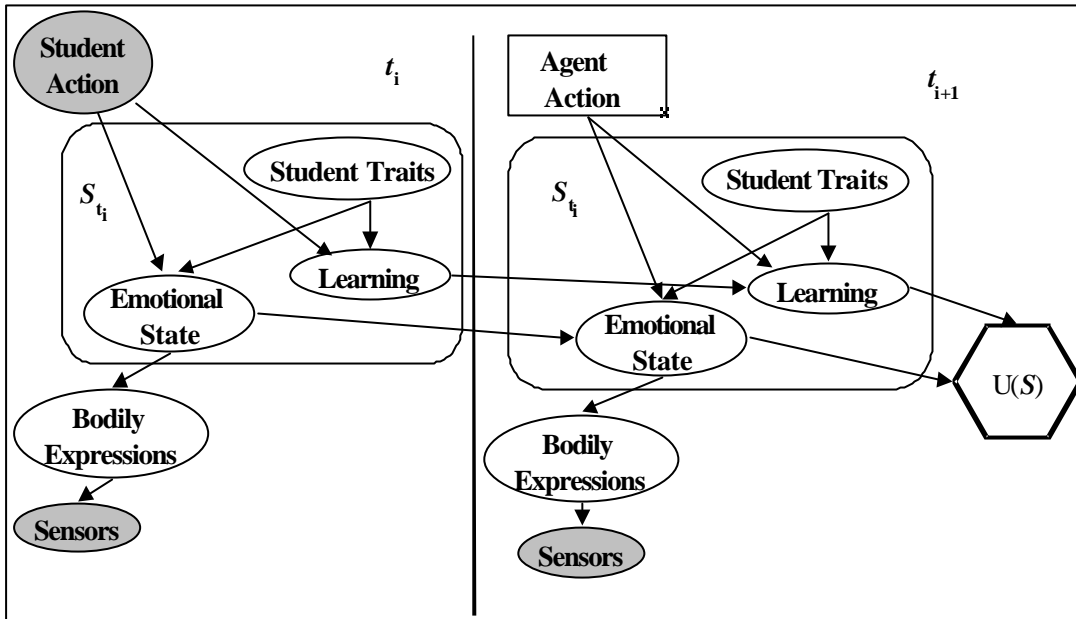 Student
Action
t i
S t i
Student Traits
Learning
Emotional
State
Bodily
Expressions
Sensors
Agent
Action
t i+1
S t i
Student Traits
Learning
Emotional
State
U(S)
Bodily
Expressions
Sensors